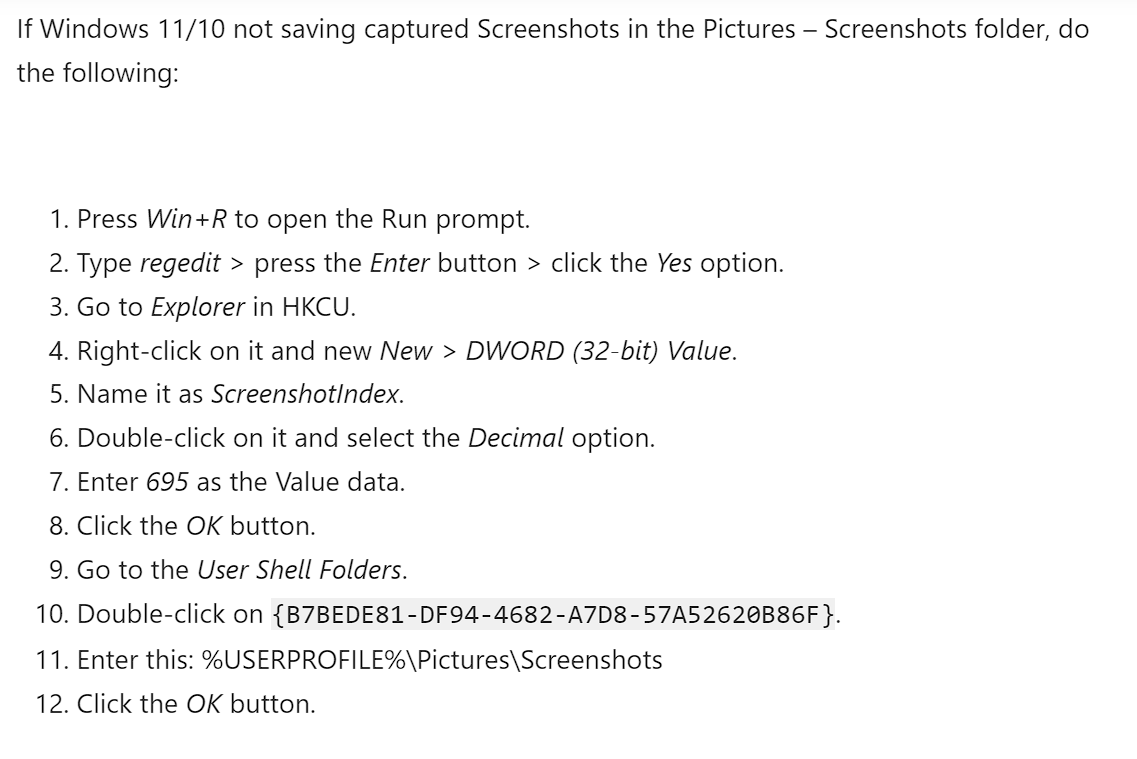 If Windows 11/10 not saving captured Screenshots in the Pictures – Screenshots folder, do
the following:
1. Press Win+R to open the Run prompt.
2. Type regedit > press the Enter button > click the Yes option.
3. Go to Explorer in HKCU.
4. Right-click on it and new New > DWORD (32-bit) Value.
5. Name it as ScreenshotIndex.
6. Double-click on it and select the Decimal option.
7. Enter 695 as the Value data.
8. Click the OK button.
9. Go to the User Shell Folders.
10. Double-click on {B7BEDE81-DF94-4682-A7D8-57A52620B86F}.
11. Enter this: %USERPROFILE%\Pictures\Screenshots
12. Click the OK button.